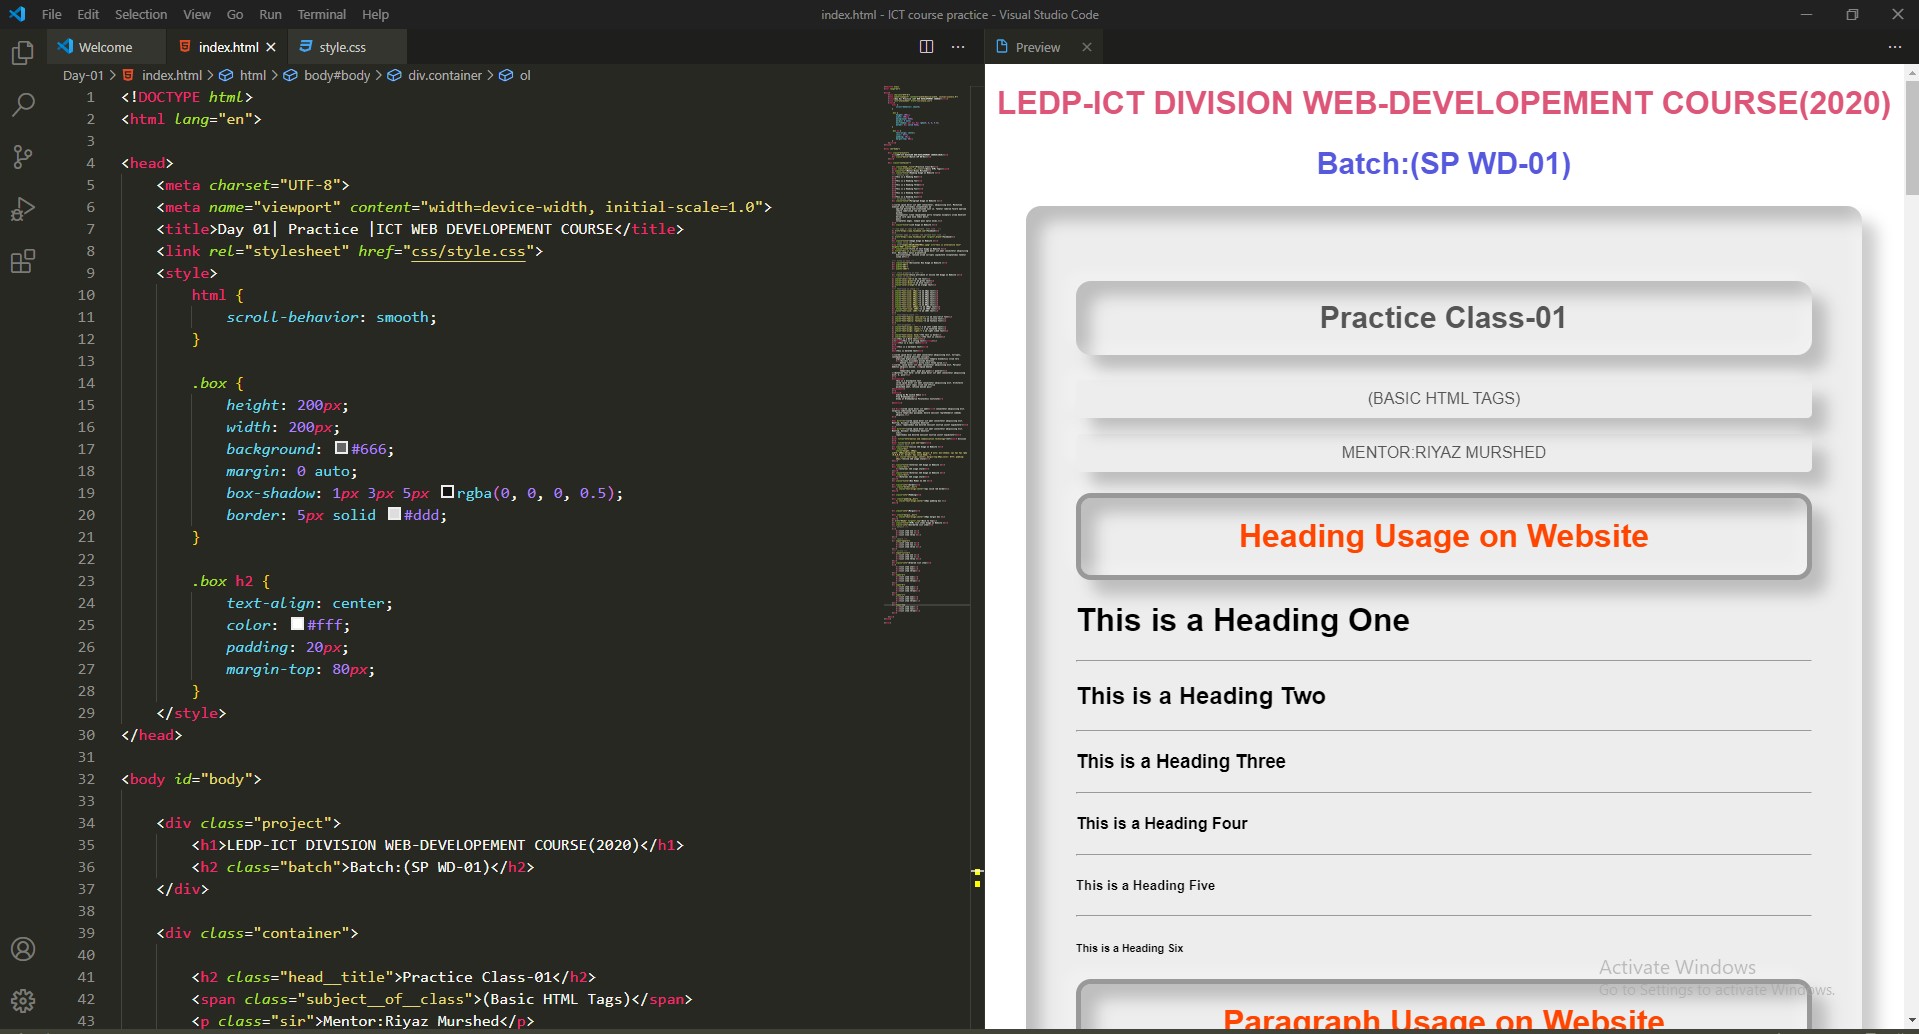 File Edit Selection View Go Run Terminal Help
index.html - ICT course practice - Visual Studio Code
Welcome
index.html
style.css
Day-01 > index.html > html > body#body > div.container > ol
1 <!DOCTYPE html>
2 <html lang="en">
3
4 <head>
5 <meta charset="UTF-8">
6 <meta name="viewport" content="width=device-width, initial-scale=1.0">
7 <title>Day 01| Practice |ICT WEB DEVELOPEMENT COURSE</title>
8 <link rel="stylesheet" href="css/style.css">
9 <style>
10 html {
11 scroll-behavior: smooth;
12 }
13
14 .box {
15 height: 200px;
16 width: 200px;
17 background: #666;
18 margin: 0 auto;
19 box-shadow: 1px 3px 5px rgba(0, 0, 0, 0.5);
20 border: 5px solid #ddd;
21 }
22
23 .box h2 {
24 text-align: center;
25 color: #fff;
26 padding: 20px;
27 margin-top: 80px;
28 }
29 </style>
30 </head>
31
32 <body id="body">
33
34 <div class="project">
35 <h1>LEDP-ICT DIVISION WEB-DEVELOPEMENT COURSE(2020)</h1>
36 <h2 class="batch">Batch:(SP WD-01)</h2>
37 </div>
38
39 <div class="container">
40
41 <h2 class="head__title">Practice Class-01</h2>
42 <span class="subject__of__class">(Basic HTML Tags)</span>
43 <p class="sir">Mentor:Riyaz Murshed</p>
Preview
LEDP-ICT DIVISION WEB-DEVELOPEMENT COURSE(2020)
Batch:(SP WD-01)
Practice Class-01
(BASIC HTML TAGS)
MENTOR:RIYAZ MURSHED
Heading Usage on Website
This is a Heading One
This is a Heading Two
This is a Heading Three
This is a Heading Four
This is a Heading Five
This is a Heading Six
Activate Windows
Go to Settings to activate Windows.
Paragraph Usage on Website